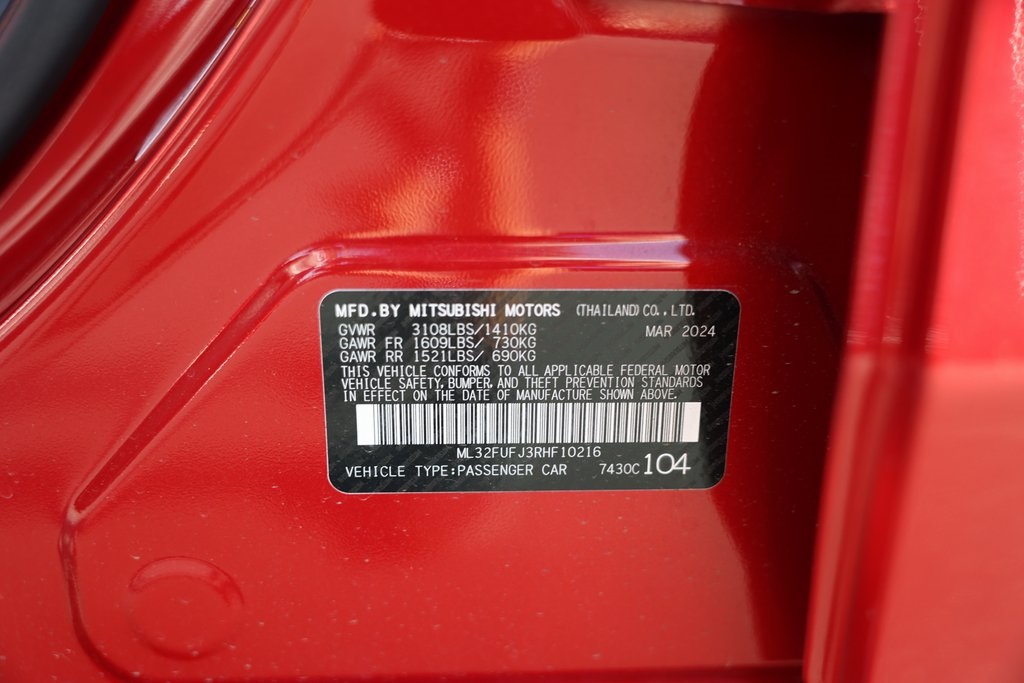 MFD.BY MITSUBISHI MOTORS (THAILAND) CO., LTD.
GVWR 3108LBS/1410KG MAR 2024
GAWR FR 1609LBS/ 730KG
GAWR RR 1521LBS/ 690KG
THIS VEHICLE CONFORMS TO ALL APPLICABLE FEDERAL MOTOR
VEHICLE SAFETY, BUMPER, AND THEFT PREVENTION STANDARDS
IN EFFECT ON THE DATE OF MANUFACTURE SHOWN ABOVE.
ML32FUFJ3RHF10216
VEHICLE TYPE:PASSENGER CAR 7430C 104